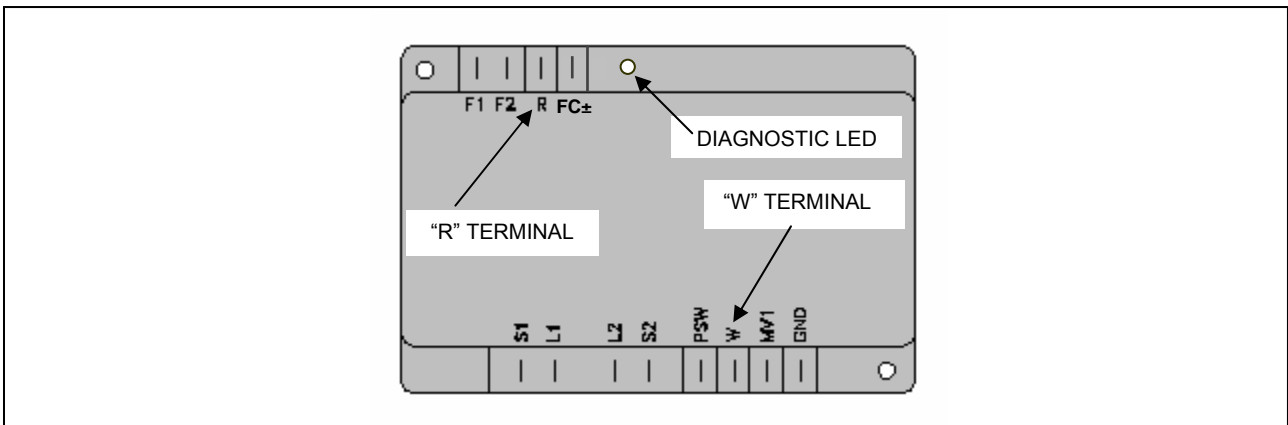 F1 F2 R FC±
DIAGNOSTIC LED
"W" TERMINAL
"R" TERMINAL
S1 L1 L2 S2 PSW W MV1 GND